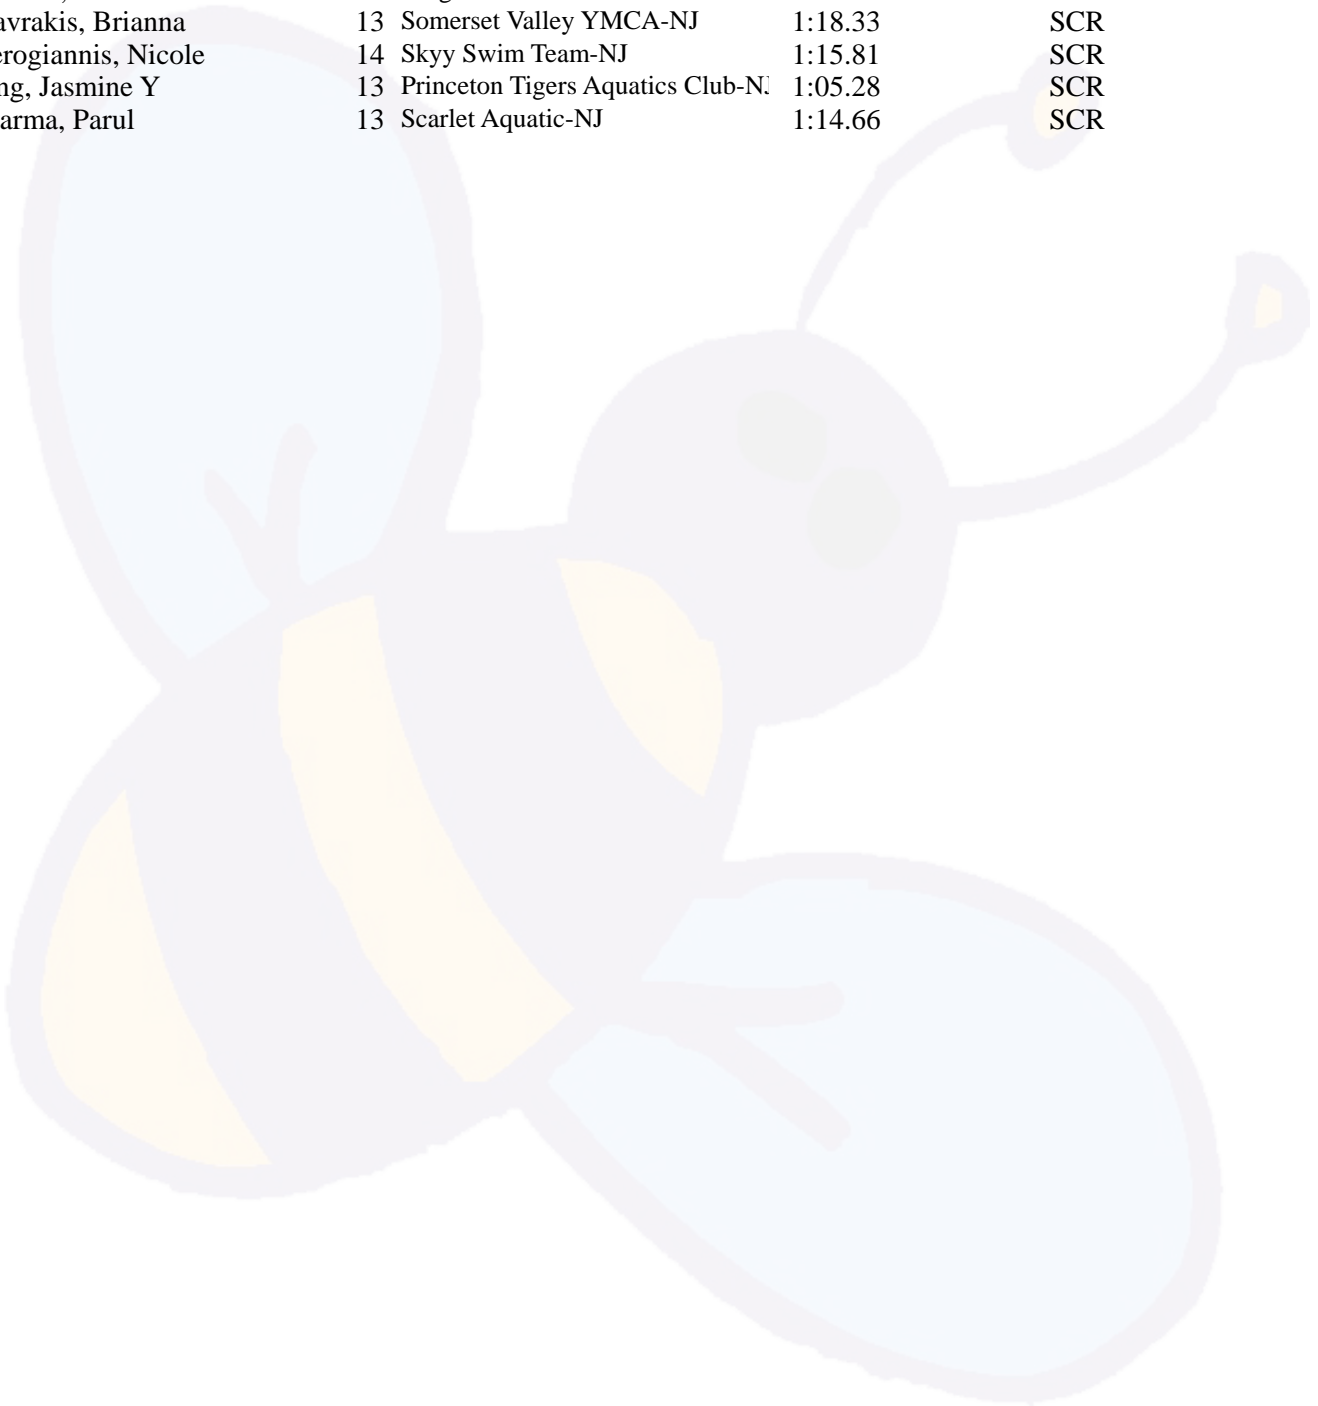 avrakis, Brianna 13 Somerset Valley YMCA-NJ 1:18.33 SCR
erogiannis, Nicole 14 Skyy Swim Team-NJ 1:15.81 SCR
ng, Jasmine Y 13 Princeton Tigers Aquatics Club-NJ 1:05.28 SCR
arma, Parul 13 Scarlet Aquatic-NJ 1:14.66 SCR